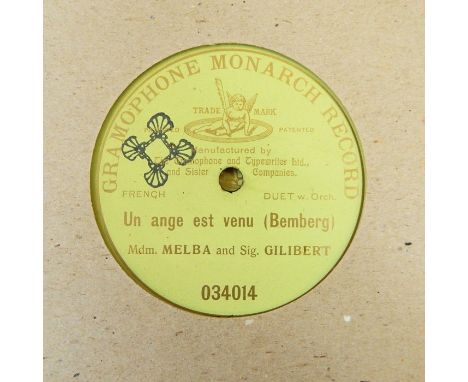 GRAMOPHONE MONARCH RECORD
TRADE MARK
PATENTED
Manufactured by
Gramophone and Typewriter Ltd.,
and Sister Companies.
FRENCH DUET w. Orch.
Un ange est venu (Bemberg)
Mdm. MELBA and Sig. GILIBERT
034014